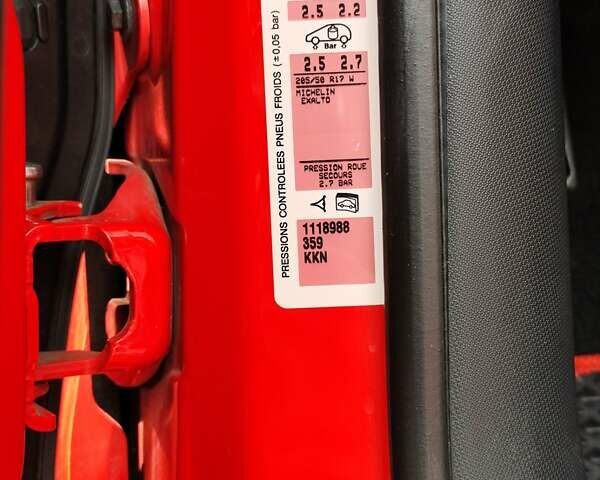 2.5 2.2
Bar
2.5 2.7
205/50 R17 W
MICHELIN
EXALTO
PRESSION ROUE
SECOURS
2.7 BAR
1118988
359
KKN
PRESSIONS CONTROLEES PNEUS FROIDS (±0,05 bar)